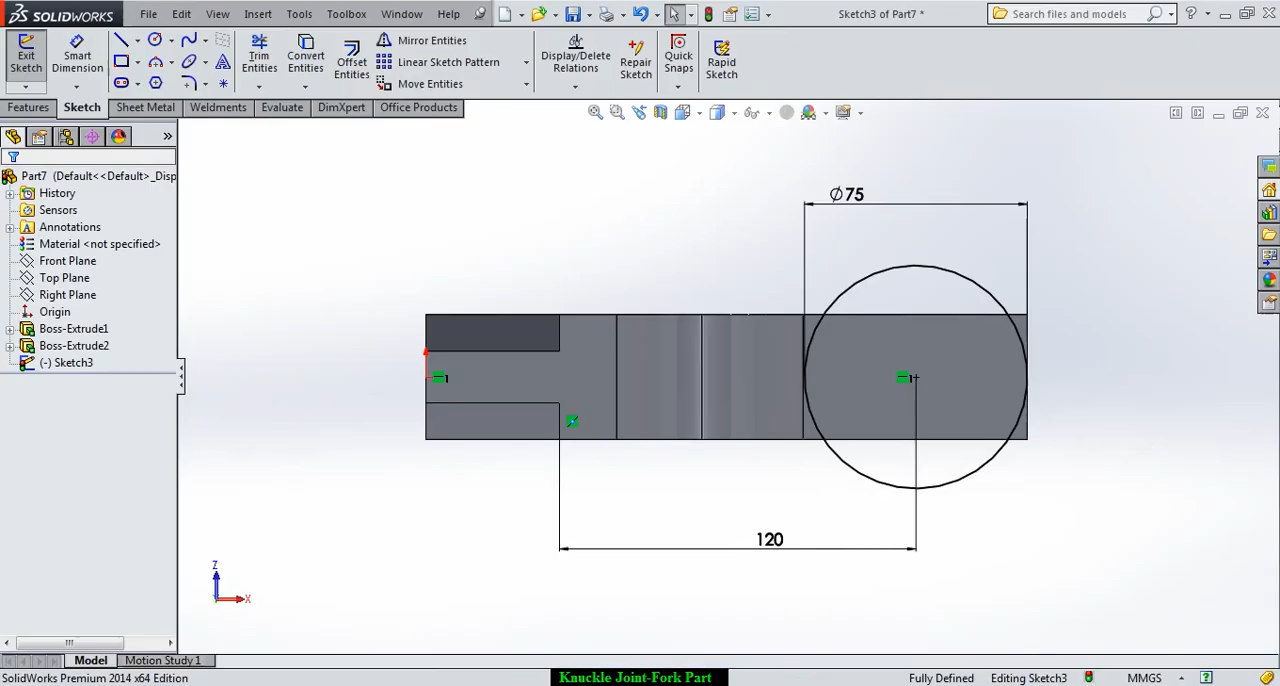 SOLIDWORKS File Edit View Insert Tools Toolbox Window Help Sketch3 of Part7 * Search files and models
Exit Sketch
Smart Dimension
Trim Entities
Convert Entities
Offset Entities
Mirror Entities
Linear Sketch Pattern
Move Entities
Display/Delete Relations
Repair Sketch
Quick Snaps
Rapid Sketch
Features Sketch Sheet Metal Weldments Evaluate DimXpert Office Products
Part7 (Default<<Default>_Disp
History
Sensors
Annotations
Material <not specified>
Front Plane
Top Plane
Right Plane
Origin
Boss-Extrude1
Boss-Extrude2
(-) Sketch3
∅75
1
1
120
Z
X
Model Motion Study 1
SolidWorks Premium 2014 x64 Edition Knuckle Joint-Fork Part Fully Defined Editing Sketch3 MMGS